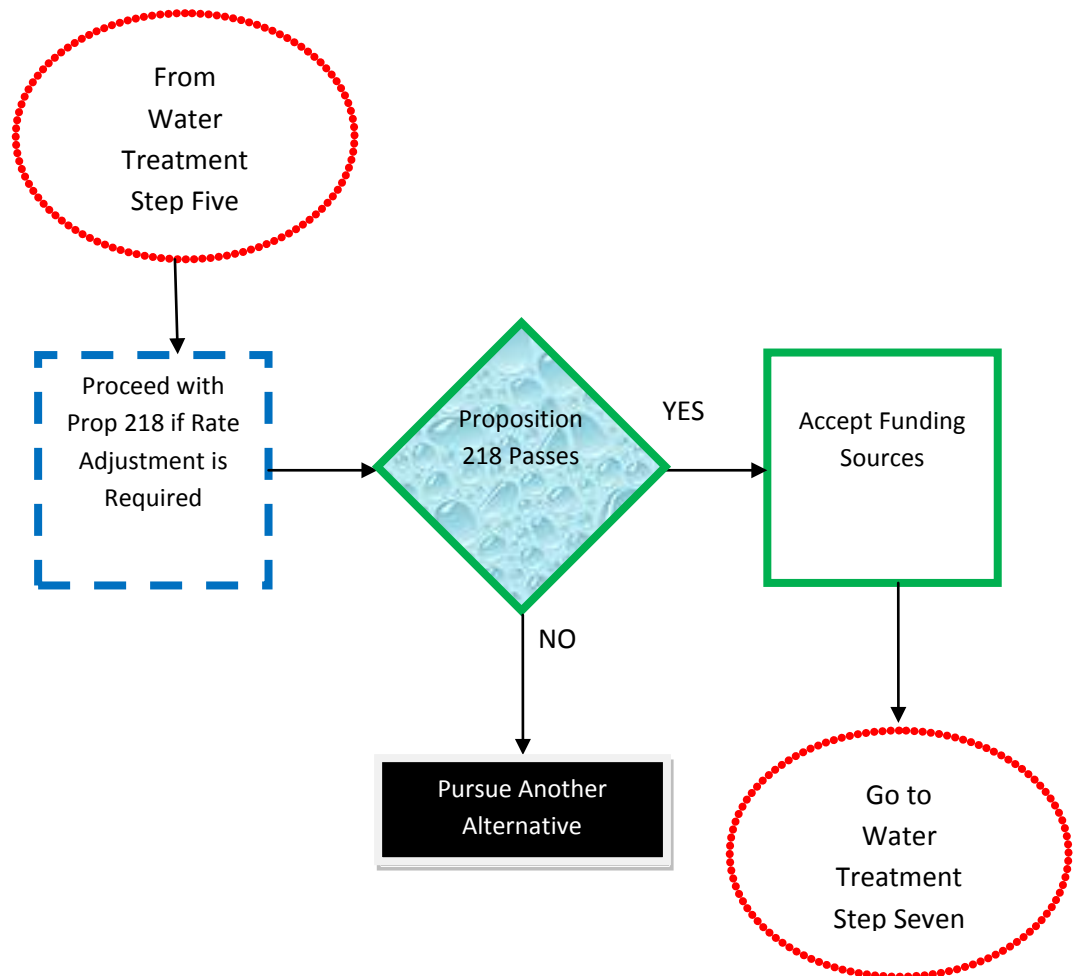 From
Water
Treatment
Step Five
Proceed with
Prop 218 if Rate
Adjustment is
Required
Proposition
218 Passes
YES
Accept Funding
Sources
NO
Pursue Another
Alternative
Go to
Water
Treatment
Step Seven